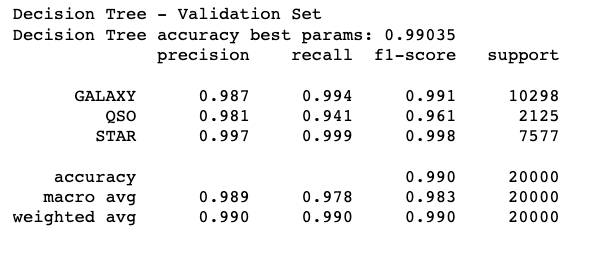 Decision Tree - Validation Set
Decision Tree accuracy best params: 0.99035
precision recall f1-score support
GALAXY 0.987 0.994 0.991 10298
QSO 0.981 0.941 0.961 2125
STAR 0.997 0.999 0.998 7577
accuracy 0.990 20000
macro avg 0.989 0.978 0.983 20000
weighted avg 0.990 0.990 0.990 20000